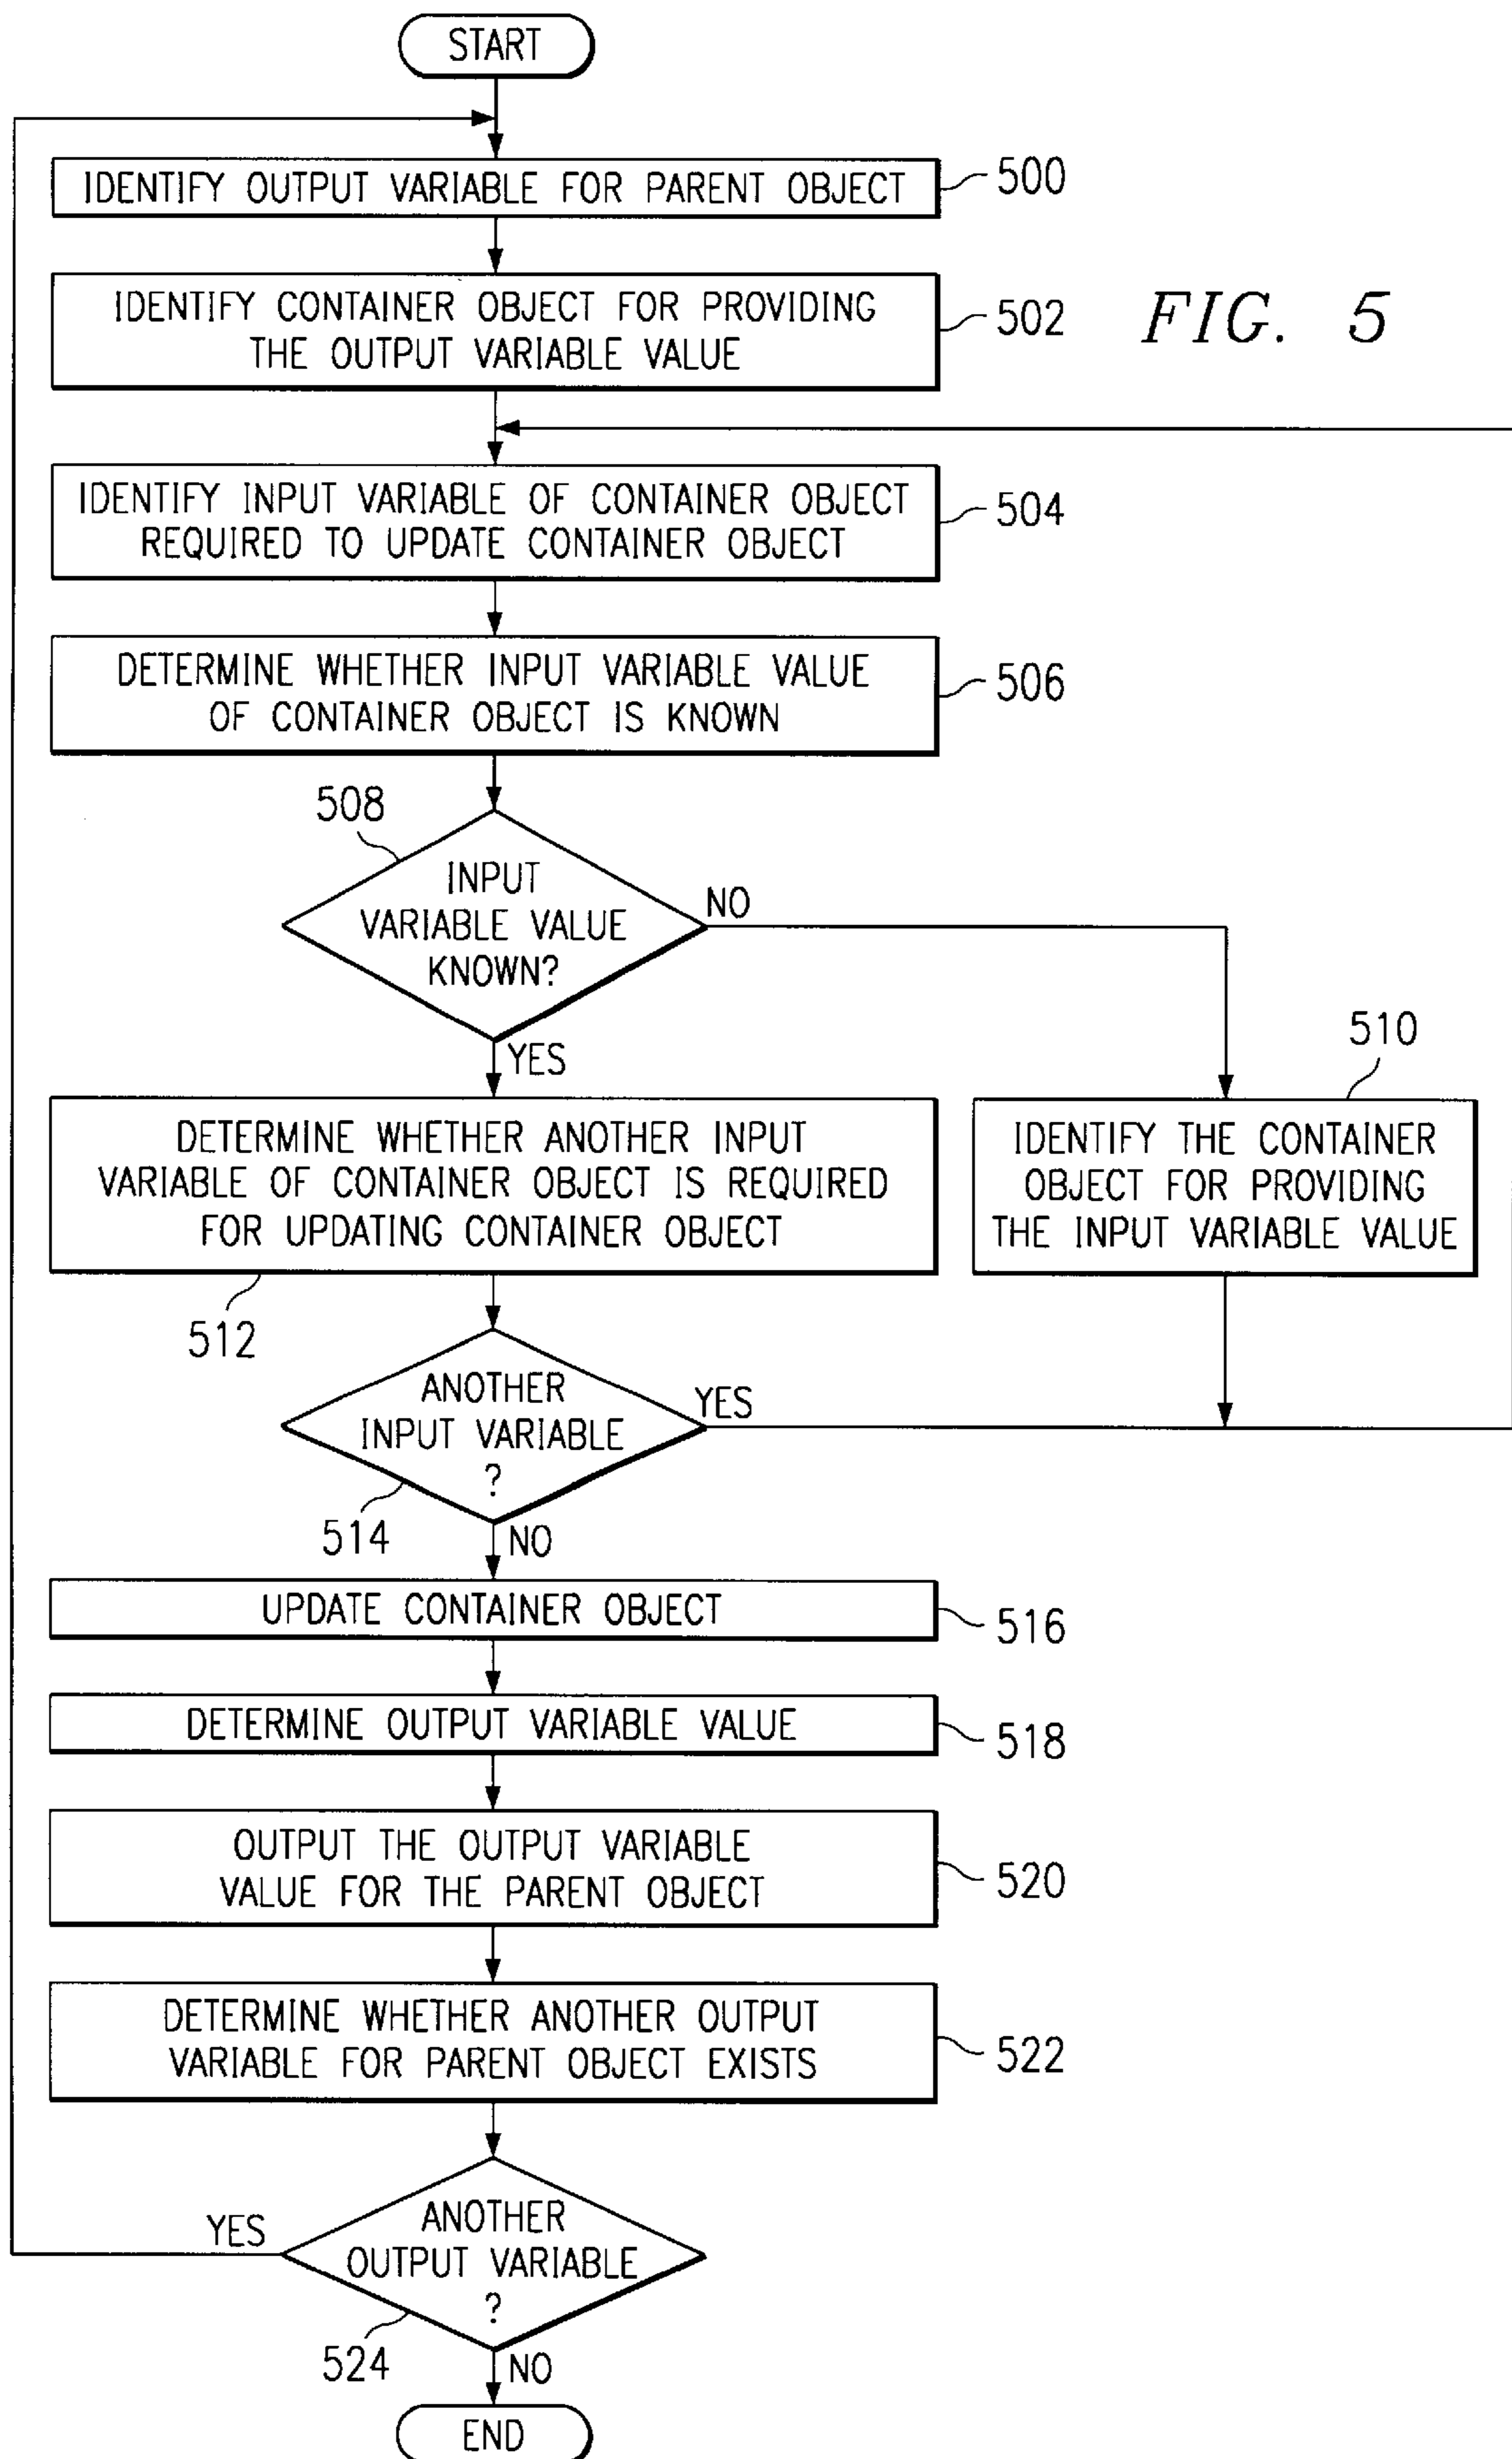 START
IDENTIFY OUTPUT VARIABLE FOR PARENT OBJECT
500
IDENTIFY CONTAINER OBJECT FOR PROVIDING
THE OUTPUT VARIABLE VALUE
502
FIG. 5
IDENTIFY INPUT VARIABLE OF CONTAINER OBJECT
REQUIRED TO UPDATE CONTAINER OBJECT
504
DETERMINE WHETHER INPUT VARIABLE VALUE
OF CONTAINER OBJECT IS KNOWN
506
508
INPUT
VARIABLE VALUE
KNOWN?
NO
YES
510
IDENTIFY THE CONTAINER
OBJECT FOR PROVIDING
THE INPUT VARIABLE VALUE
DETERMINE WHETHER ANOTHER INPUT
VARIABLE OF CONTAINER OBJECT IS REQUIRED
FOR UPDATING CONTAINER OBJECT
512
ANOTHER
INPUT VARIABLE
?
YES
514
NO
UPDATE CONTAINER OBJECT
516
DETERMINE OUTPUT VARIABLE VALUE
518
OUTPUT THE OUTPUT VARIABLE
VALUE FOR THE PARENT OBJECT
520
DETERMINE WHETHER ANOTHER OUTPUT
VARIABLE FOR PARENT OBJECT EXISTS
522
YES
ANOTHER
OUTPUT VARIABLE
?
524
NO
END